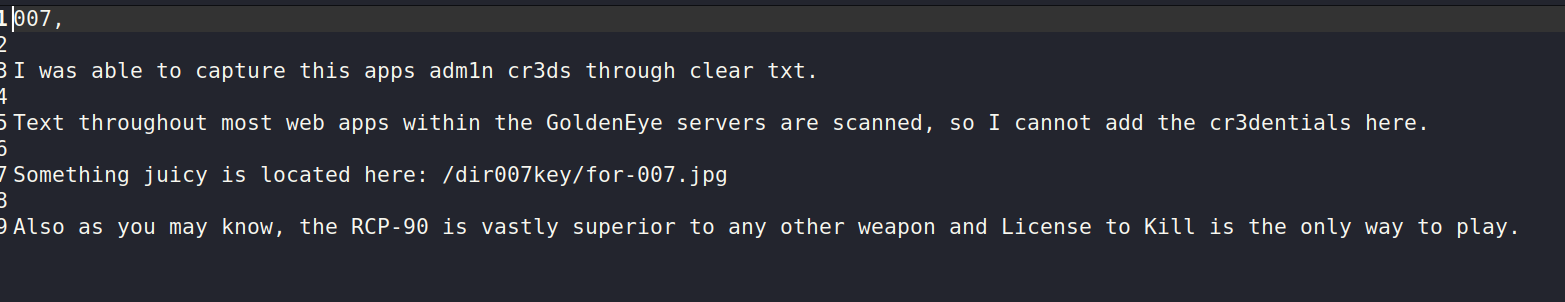 1 007,
2
3 I was able to capture this apps adm1n cr3ds through clear txt.
4
5 Text throughout most web apps within the GoldenEye servers are scanned, so I cannot add the cr3dentials here.
6
7 Something juicy is located here: /dir007key/for-007.jpg
8
9 Also as you may know, the RCP-90 is vastly superior to any other weapon and License to Kill is the only way to play.